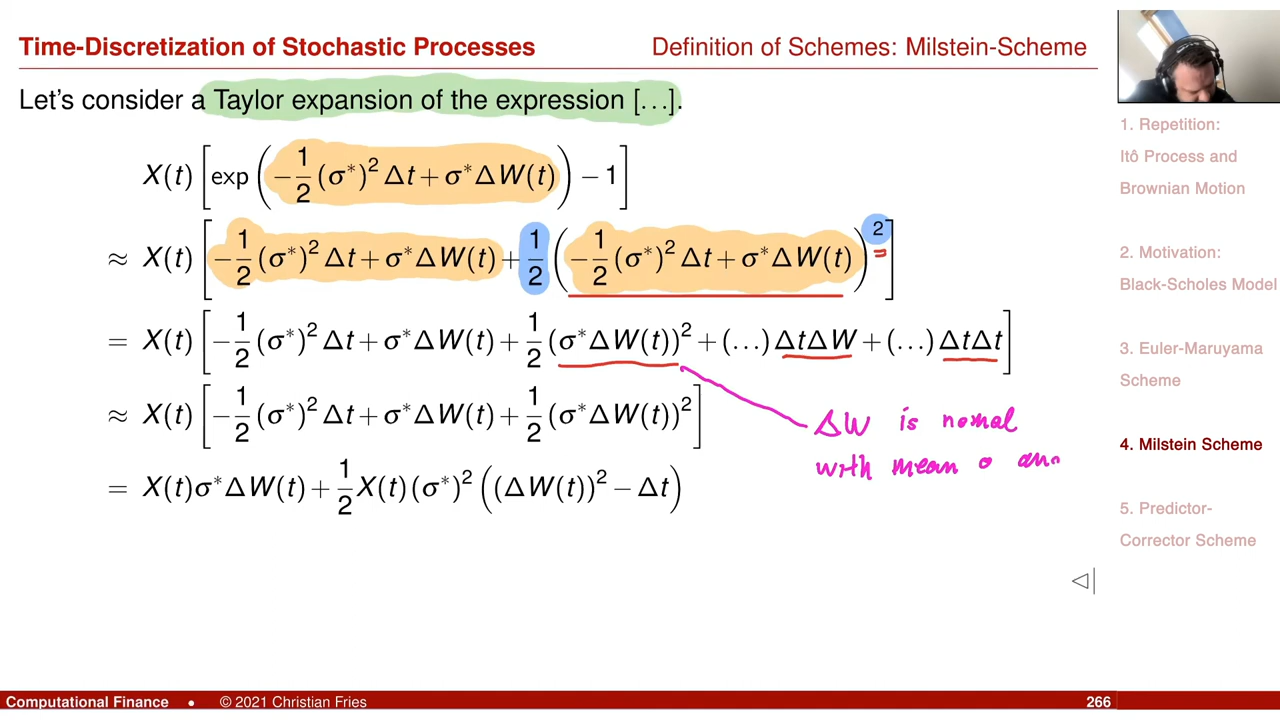 Time-Discretization of Stochastic Processes
Definition of Schemes: Milstein-Scheme
Let's consider a Taylor expansion of the expression [...].
X(t) [exp (−1/2 (σ*)² Δt + σ* ΔW(t)) − 1]
≈ X(t) [−1/2 (σ*)² Δt + σ* ΔW(t) + 1/2 (−1/2 (σ*)² Δt + σ* ΔW(t))²]
= X(t) [−1/2 (σ*)² Δt + σ* ΔW(t) + 1/2 (σ* ΔW(t))² + (...) ΔtΔW + (...) ΔtΔt]
≈ X(t) [−1/2 (σ*)² Δt + σ* ΔW(t) + 1/2 (σ* ΔW(t))²]
= X(t)σ* ΔW(t) + 1/2 X(t) (σ*)² ((ΔW(t))² − Δt)
ΔW is normal
with mean 0 an
◁
1. Repetition:
Itô Process and
Brownian Motion
2. Motivation:
Black-Scholes Model
3. Euler-Maruyama
Scheme
4. Milstein Scheme
5. Predictor-
Corrector Scheme
Computational Finance • © 2021 Christian Fries
266